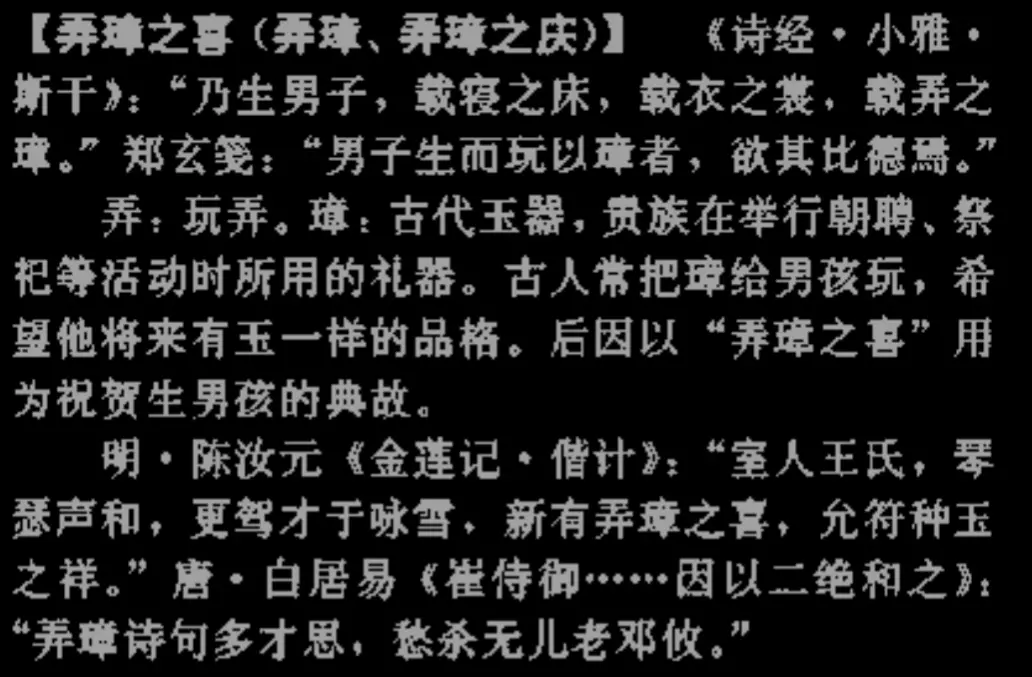 【弄璋之喜（弄璋、弄璋之庆）】 《诗经·小雅·
斯干》：“乃生男子，载寝之床，载衣之裳，载弄之
璋。”郑玄笺：“男子生而玩以璋者，欲其比德焉。”
弄：玩弄。璋：古代玉器，贵族在举行朝聘、祭
祀等活动时所用的礼器。古人常把璋给男孩玩，希
望他将来有玉一样的品格。后因以“弄璋之喜”用
为祝贺生男孩的典故。
明·陈汝元《金莲记·偕计》：“室人王氏，琴
瑟声和，更驾才于咏雪，新有弄璋之喜，允符种玉
之祥。”唐·白居易《崔侍御……因以二绝和之》：
“弄璋诗句多才思，愁杀无儿老邓攸。”